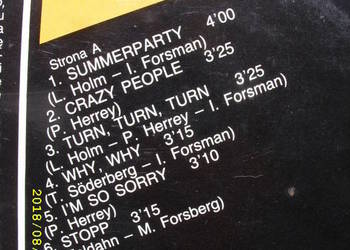 Strona A
1. SUMMERPARTY 4'00
(L. Holm – I. Forsman)
2. CRAZY PEOPLE 3'25
(P. Herrey)
3. TURN, TURN, TURN 3'25
(L. Holm – P. Herrey – I. Forsman)
4. WHY, WHY 3'15
(T. Söderberg – I. Forsman)
5. I'M SO SORRY 3'10
(P. Herrey)
6. STOPP 3'15
– M. Forsberg)
2018/08/